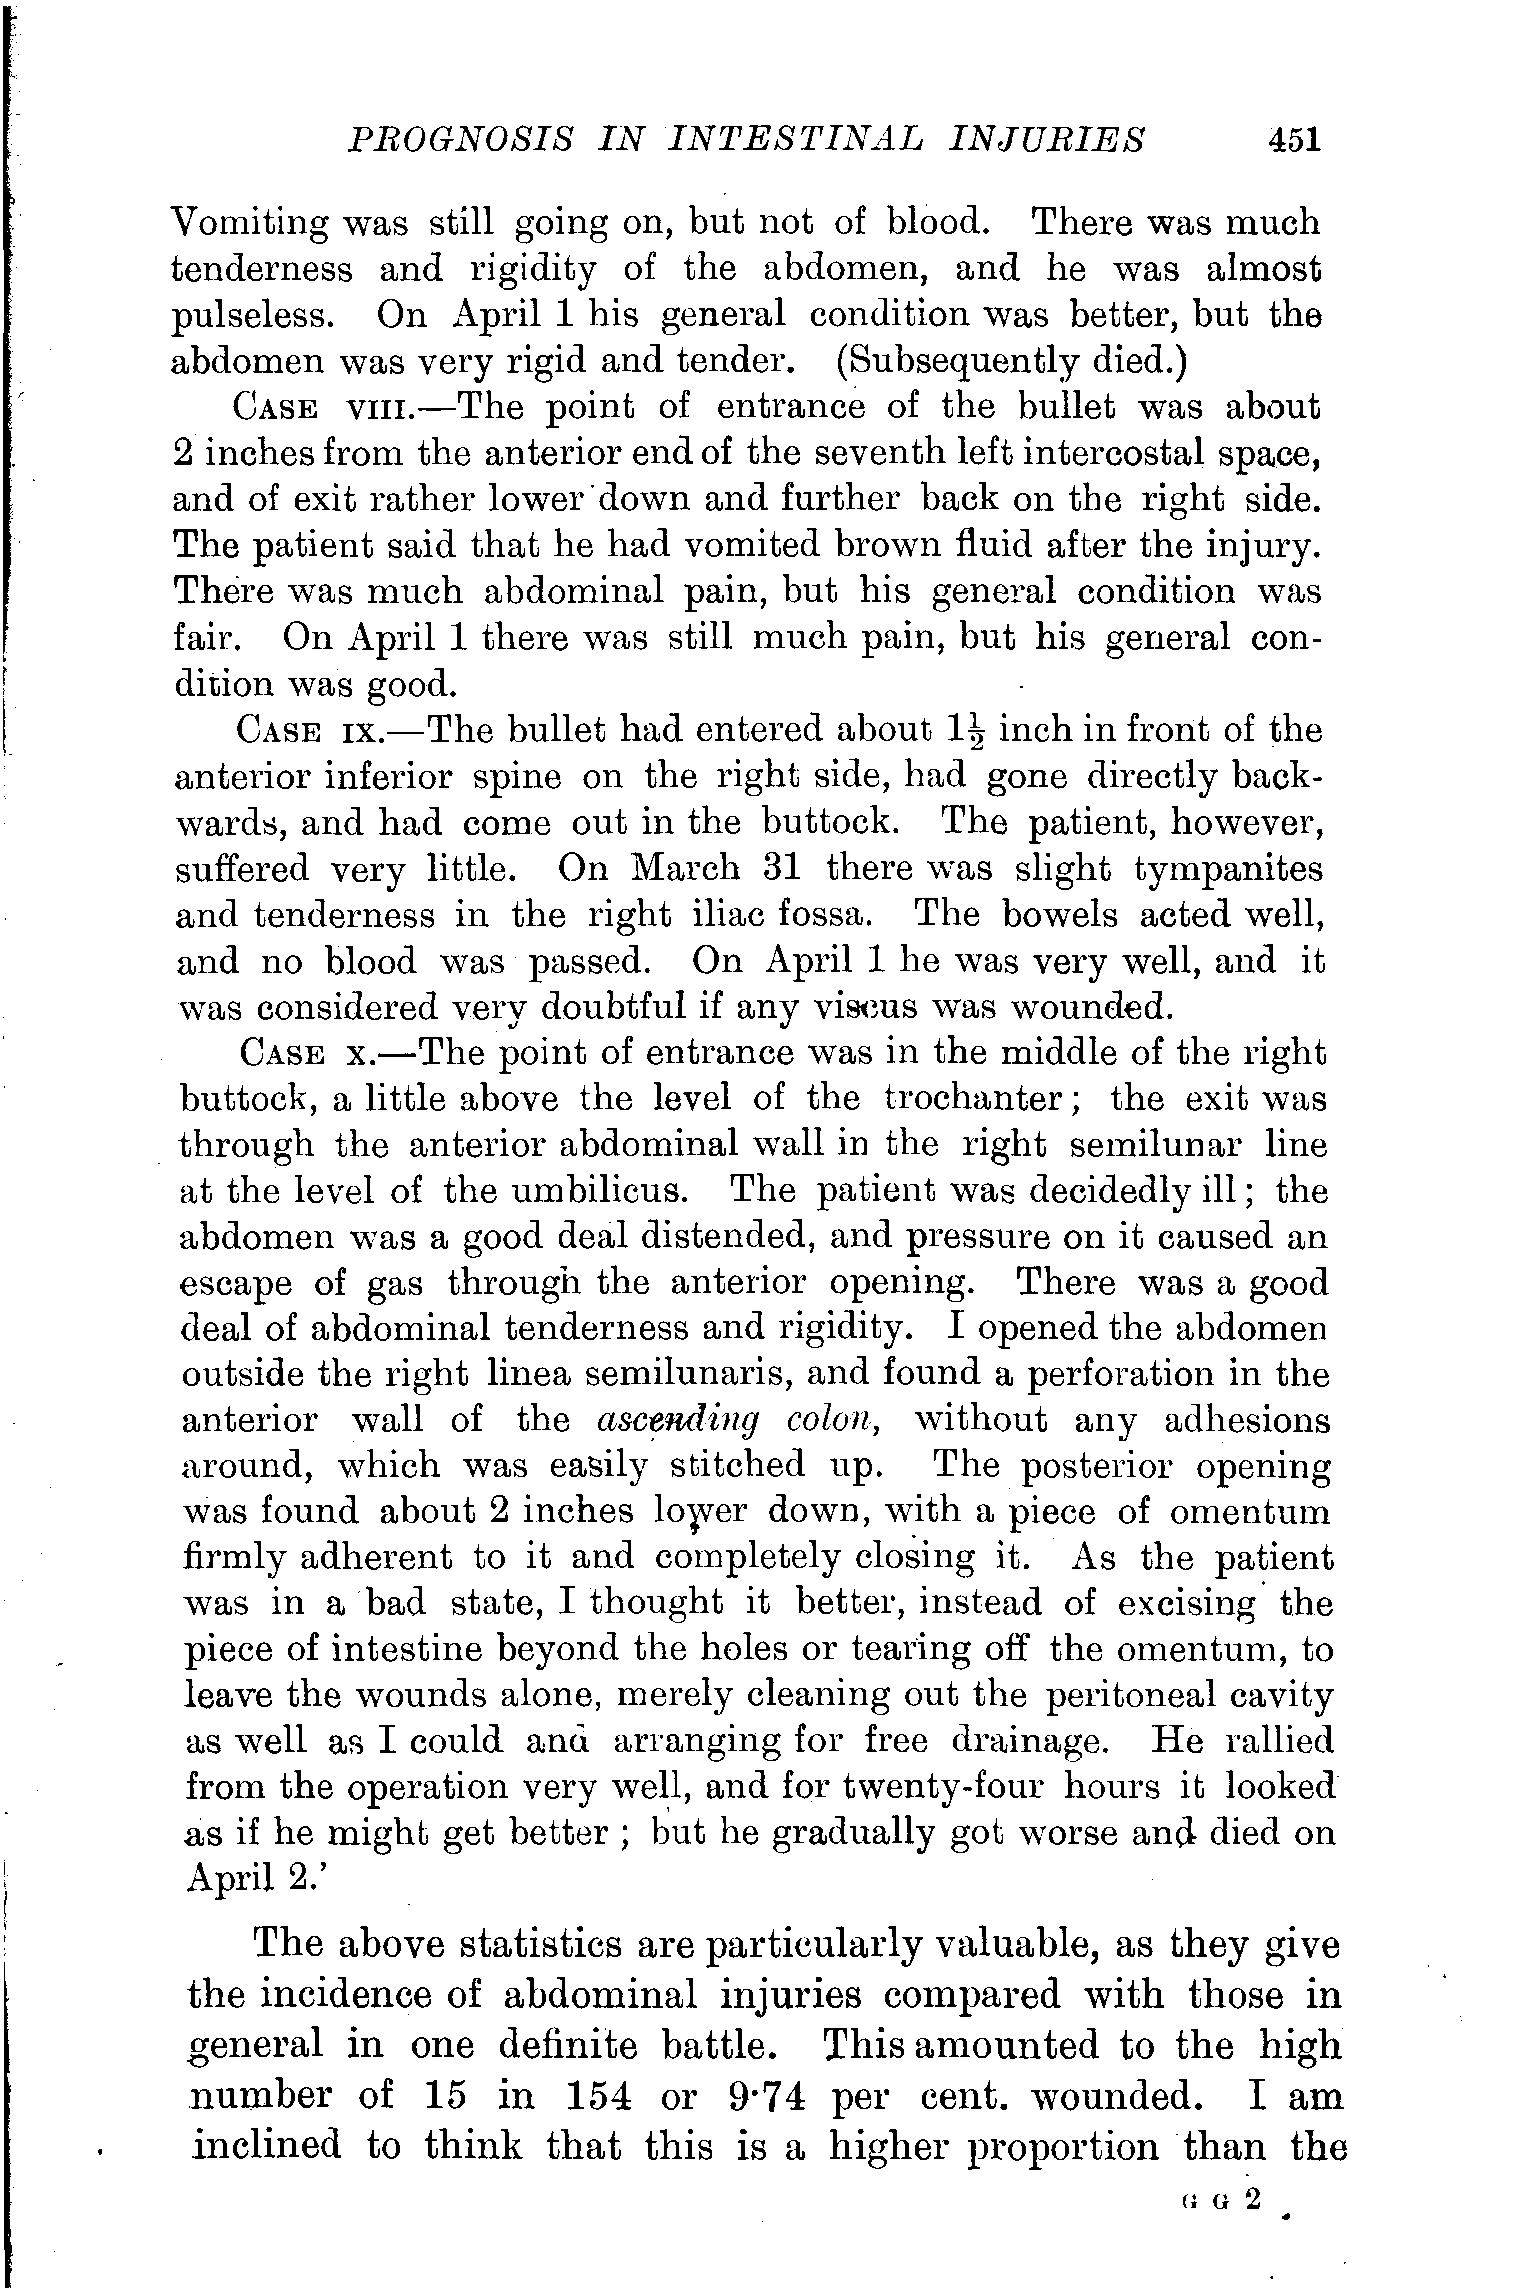 PROGNOSIS IN INTESTINAL INJURIES 451
Vomiting was still going on, but not of blood. There was much
tenderness and rigidity of the abdomen, and he was almost
pulseless. On April 1 his general condition was better, but the
abdomen was very rigid and tender. (Subsequently died.)
CASE VIII.—The point of entrance of the bullet was about
2 inches from the anterior end of the seventh left intercostal space,
and of exit rather lower down and further back on the right side.
The patient said that he had vomited brown fluid after the injury.
There was much abdominal pain, but his general condition was
fair. On April 1 there was still much pain, but his general con-
dition was good.
CASE IX.—The bullet had entered about 1½ inch in front of the
anterior inferior spine on the right side, had gone directly back-
wards, and had come out in the buttock. The patient, however,
suffered very little. On March 31 there was slight tympanites
and tenderness in the right iliac fossa. The bowels acted well,
and no blood was passed. On April 1 he was very well, and it
was considered very doubtful if any viscus was wounded.
CASE X.—The point of entrance was in the middle of the right
buttock, a little above the level of the trochanter; the exit was
through the anterior abdominal wall in the right semilunar line
at the level of the umbilicus. The patient was decidedly ill; the
abdomen was a good deal distended, and pressure on it caused an
escape of gas through the anterior opening. There was a good
deal of abdominal tenderness and rigidity. I opened the abdomen
outside the right linea semilunaris, and found a perforation in the
anterior wall of the ascending colon, without any adhesions
around, which was easily stitched up. The posterior opening
was found about 2 inches lower down, with a piece of omentum
firmly adherent to it and completely closing it. As the patient
was in a bad state, I thought it better, instead of excising the
piece of intestine beyond the holes or tearing off the omentum, to
leave the wounds alone, merely cleaning out the peritoneal cavity
as well as I could and arranging for free drainage. He rallied
from the operation very well, and for twenty-four hours it looked
as if he might get better; but he gradually got worse and died on
April 2.’
The above statistics are particularly valuable, as they give
the incidence of abdominal injuries compared with those in
general in one definite battle. This amounted to the high
number of 15 in 154 or 9·74 per cent. wounded. I am
inclined to think that this is a higher proportion than the
G G 2